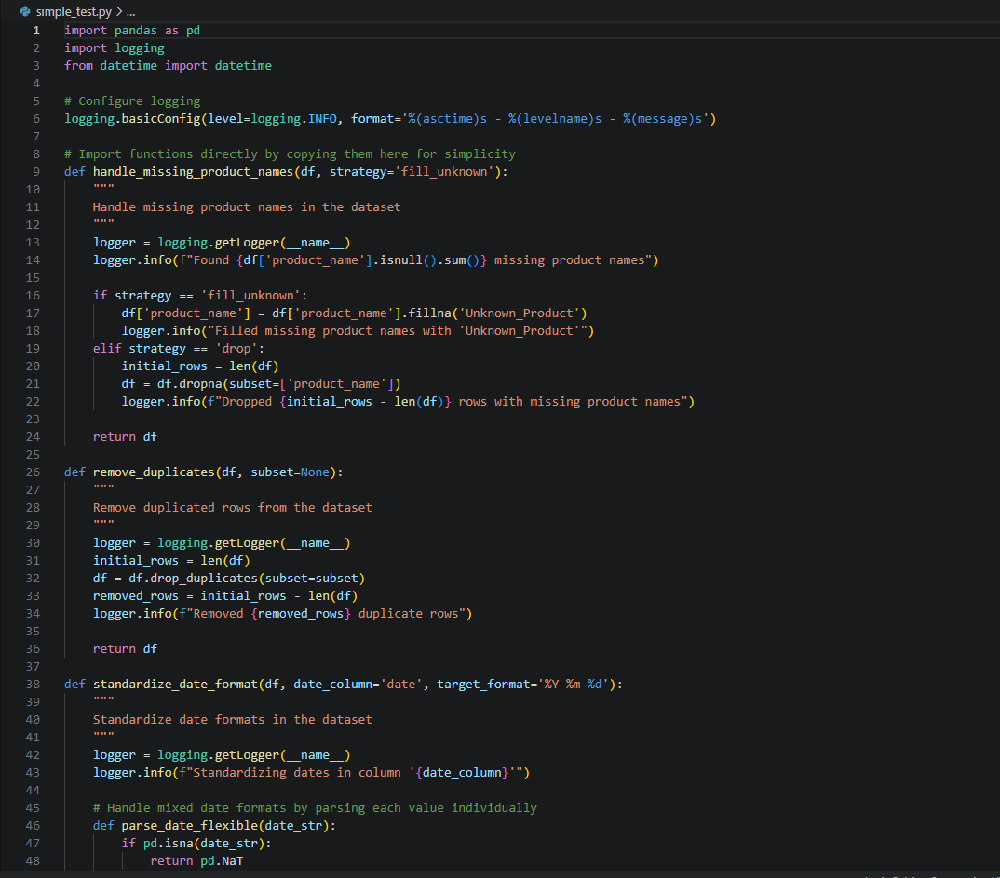 simple_test.py > ...
1 import pandas as pd
2 import logging
3 from datetime import datetime
4
5 # Configure logging
6 logging.basicConfig(level=logging.INFO, format='%(asctime)s - %(levelname)s - %(message)s')
7
8 # Import functions directly by copying them here for simplicity
9 def handle_missing_product_names(df, strategy='fill_unknown'):
10     """
11     Handle missing product names in the dataset
12     """
13     logger = logging.getLogger(__name__)
14     logger.info(f"Found {df['product_name'].isnull().sum()} missing product names")
15
16     if strategy == 'fill_unknown':
17         df['product_name'] = df['product_name'].fillna('Unknown_Product')
18         logger.info("Filled missing product names with 'Unknown_Product'")
19     elif strategy == 'drop':
20         initial_rows = len(df)
21         df = df.dropna(subset=['product_name'])
22         logger.info(f"Dropped {initial_rows - len(df)} rows with missing product names")
23
24     return df
25
26 def remove_duplicates(df, subset=None):
27     """
28     Remove duplicated rows from the dataset
29     """
30     logger = logging.getLogger(__name__)
31     initial_rows = len(df)
32     df = df.drop_duplicates(subset=subset)
33     removed_rows = initial_rows - len(df)
34     logger.info(f"Removed {removed_rows} duplicate rows")
35
36     return df
37
38 def standardize_date_format(df, date_column='date', target_format='%Y-%m-%d'):
39     """
40     Standardize date formats in the dataset
41     """
42     logger = logging.getLogger(__name__)
43     logger.info(f"Standardizing dates in column '{date_column}'")
44
45     # Handle mixed date formats by parsing each value individually
46     def parse_date_flexible(date_str):
47         if pd.isna(date_str):
48             return pd.NaT